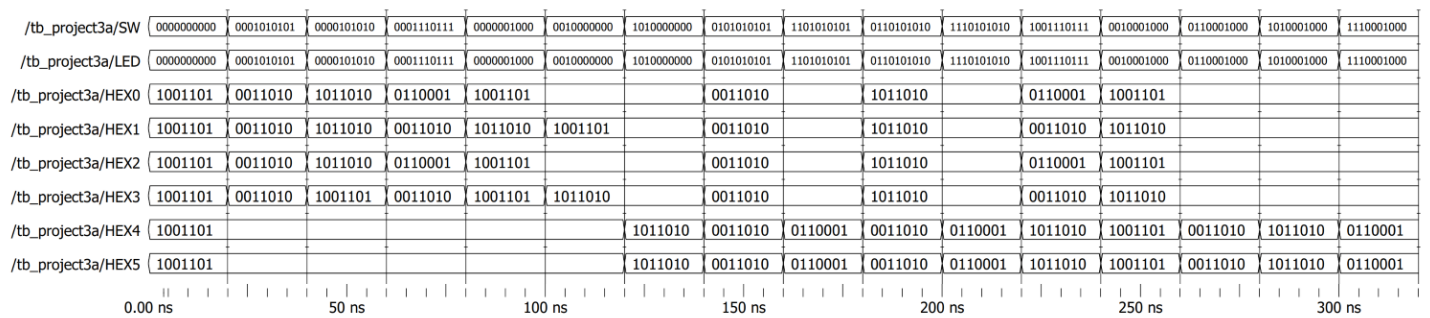 /tb_project3a/SW 0000000000 0001010101 0000101010 0001110111 0000001000 0010000000 1010000000 0101010101 1101010101 0110101010 1110101010 1001110111 0010001000 0110001000 1010001000 1110001000
/tb_project3a/LED 0000000000 0001010101 0000101010 0001110111 0000001000 0010000000 1010000000 0101010101 1101010101 0110101010 1110101010 1001110111 0010001000 0110001000 1010001000 1110001000
/tb_project3a/HEX0 1001101 0011010 1011010 0110001 1001101 0011010 1011010 0110001 1001101
/tb_project3a/HEX1 1001101 0011010 1011010 0011010 1011010 1001101 0011010 1011010 0011010 1011010
/tb_project3a/HEX2 1001101 0011010 1011010 0110001 1001101 0011010 1011010 0110001 1001101
/tb_project3a/HEX3 1001101 0011010 1001101 0011010 1001101 1011010 0011010 1011010 0011010 1011010
/tb_project3a/HEX4 1001101 1011010 0011010 0110001 0011010 0110001 1011010 1001101 0011010 1011010 0110001
/tb_project3a/HEX5 1001101 1011010 0011010 0110001 0011010 0110001 1011010 1001101 0011010 1011010 0110001
0.00 ns 50 ns 100 ns 150 ns 200 ns 250 ns 300 ns